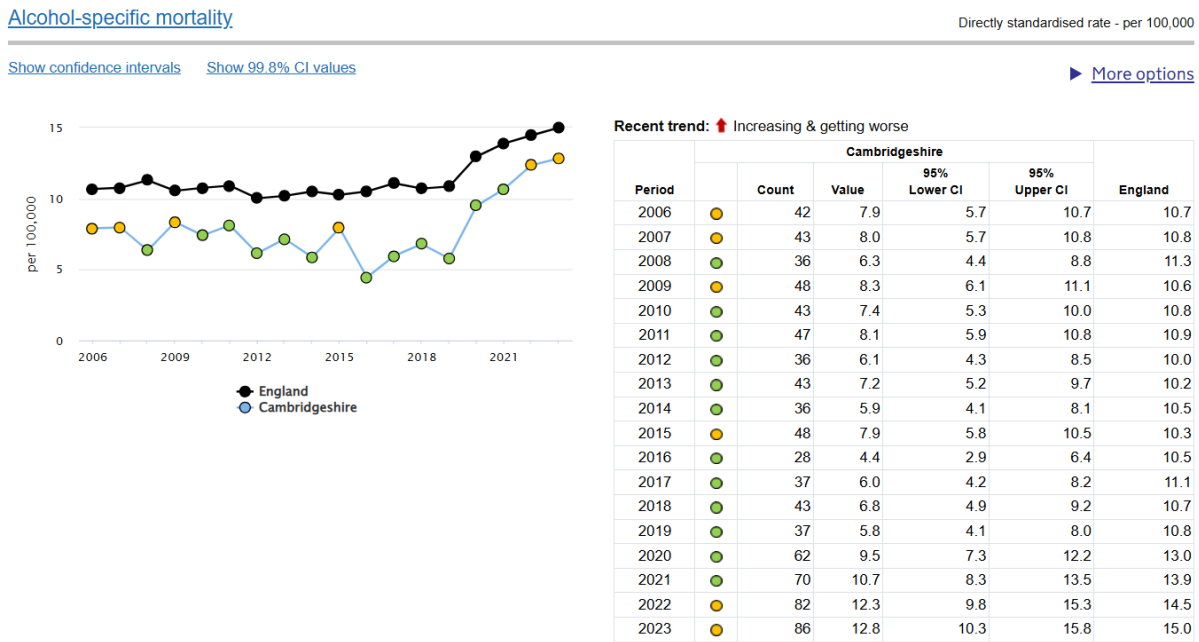 Alcohol-specific mortality
Directly standardised rate - per 100,000
Show confidence intervals Show 99.8% CI values
► More options
15
10
5
0
per 100,000
2006 2009 2012 2015 2018 2021
England
Cambridgeshire
Recent trend: Increasing & getting worse
Cambridgeshire
Period Count Value 95% Lower CI 95% Upper CI England
2006 42 7.9 5.7 10.7 10.7
2007 43 8.0 5.7 10.8 10.8
2008 36 6.3 4.4 8.8 11.3
2009 48 8.3 6.1 11.1 10.6
2010 43 7.4 5.3 10.0 10.8
2011 47 8.1 5.9 10.8 10.9
2012 36 6.1 4.3 8.5 10.0
2013 43 7.2 5.2 9.7 10.2
2014 36 5.9 4.1 8.1 10.5
2015 48 7.9 5.8 10.5 10.3
2016 28 4.4 2.9 6.4 10.5
2017 37 6.0 4.2 8.2 11.1
2018 43 6.8 4.9 9.2 10.7
2019 37 5.8 4.1 8.0 10.8
2020 62 9.5 7.3 12.2 13.0
2021 70 10.7 8.3 13.5 13.9
2022 82 12.3 9.8 15.3 14.5
2023 86 12.8 10.3 15.8 15.0